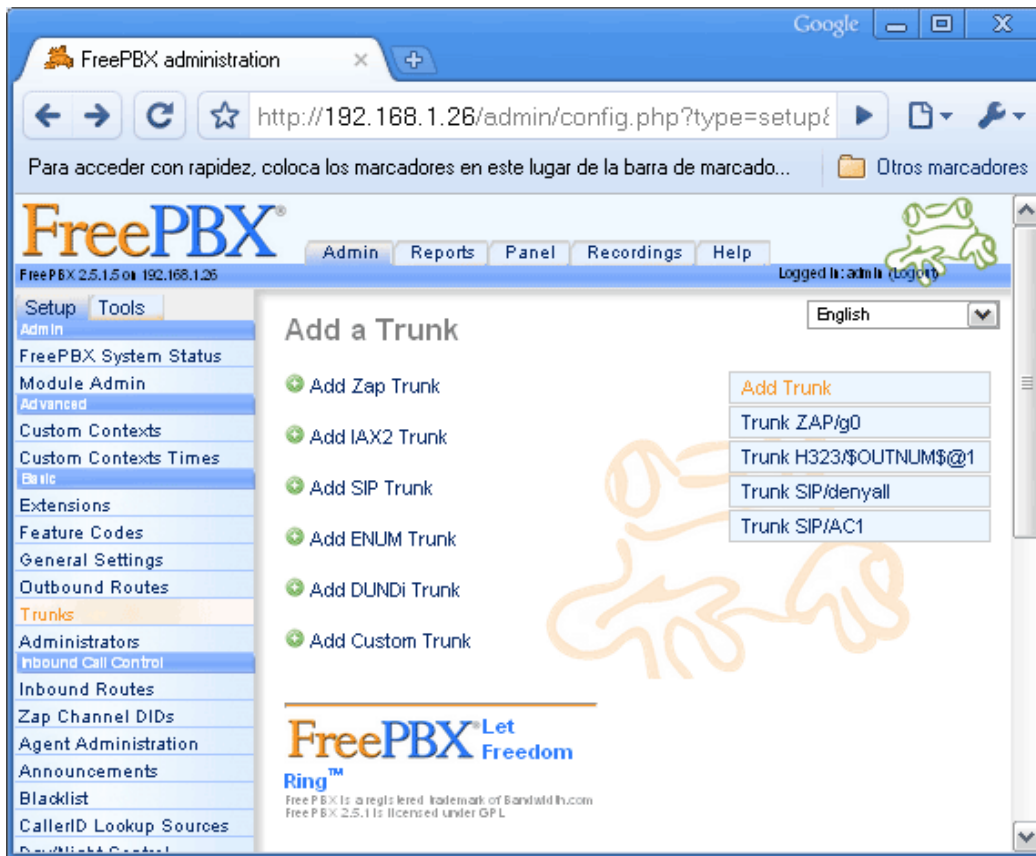 Google
FreePBX administration
http://192.168.1.26/admin/config.php?type=setup&
Para acceder con rapidez, coloca los marcadores en este lugar de la barra de marcado...
Otros marcadores
FreePBX®
Admin
Reports
Panel
Recordings
Help
FreePBX 2.5.1.5 on 192.168.1.26
Logged in: admin (Logout)
Setup
Tools
English
Admin
Add a Trunk
FreePBX System Status
Module Admin
Add Zap Trunk
Add Trunk
Advanced
Custom Contexts
Add IAX2 Trunk
Trunk ZAP/g0
Custom Contexts Times
Trunk H323/$OUTNUM$@1
Basic
Add SIP Trunk
Trunk SIP/denyall
Extensions
Feature Codes
Add ENUM Trunk
Trunk SIP/AC1
General Settings
Outbound Routes
Add DUNDi Trunk
Trunks
Administrators
Add Custom Trunk
Inbound Call Control
Inbound Routes
Zap Channel DIDs
Agent Administration
Announcements
Blacklist
CallerID Lookup Sources
Day/Night Control
FreePBX® Let
Freedom
Ring™
FreePBX is a registered trademark of Bandwidth.com
FreePBX 2.5.1 is licensed under GPL